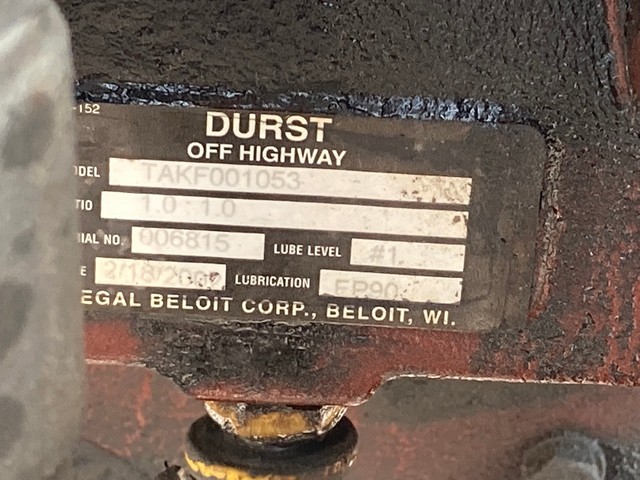 -152
DURST
OFF HIGHWAY
ODEL TAKF001053
TIO 1.0 : 1.0
IAL NO. 006815 LUBE LEVEL #1
E LUBRICATION EP90
EGAL BELOIT CORP., BELOIT, WI.